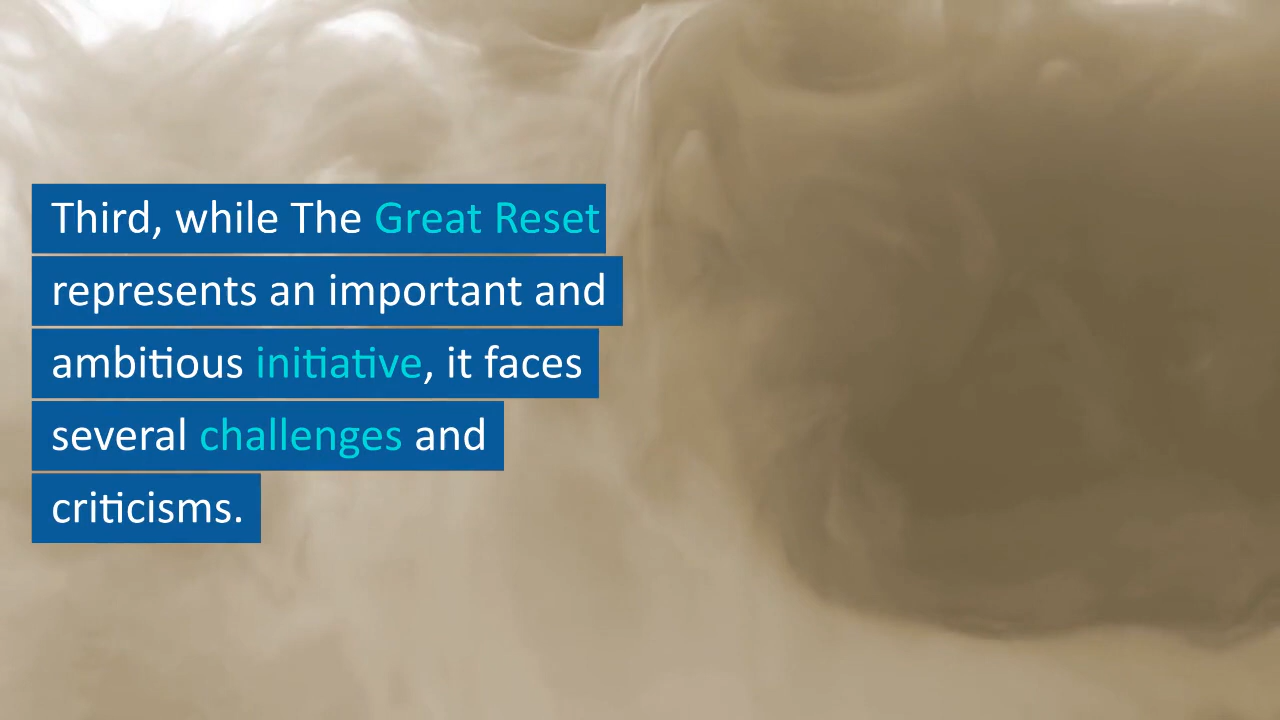 Third, while The Great Reset
represents an important and
ambitious initiative, it faces
several challenges and
criticisms.